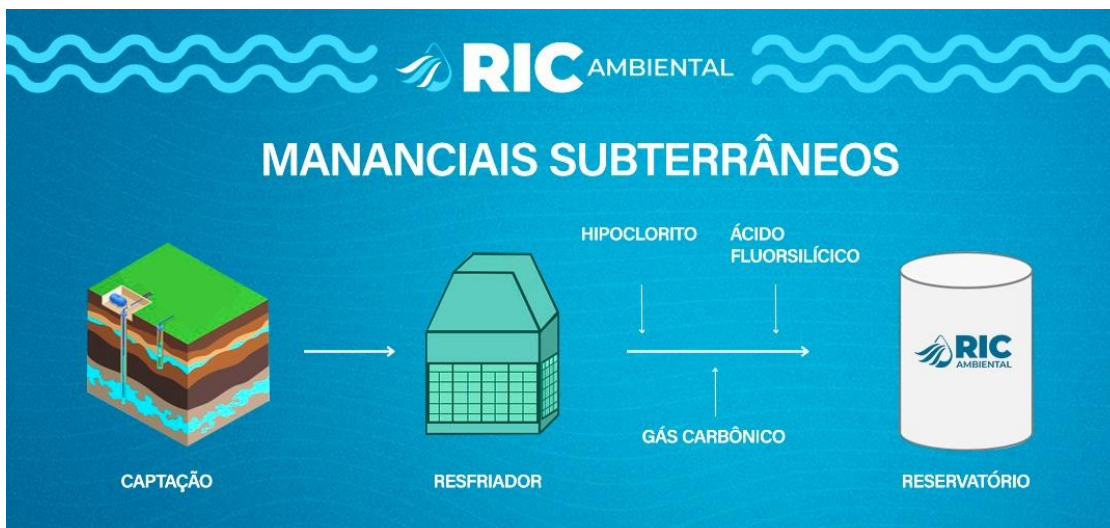 RIC AMBIENTAL
MANANCIAIS SUBTERRÂNEOS
HIPOCLORITO
ÁCIDO
FLUORSILÍCICO
RIC
AMBIENTAL
GÁS CARBÔNICO
CAPTAÇÃO
RESFRIADOR
RESERVATÓRIO